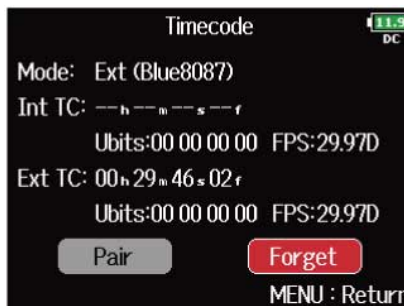 Timecode
11.9
DC
Mode: Ext (Blue8087)
Int TC: --h--m--s--f
Ubits:00 00 00 00 FPS:29.97D
Ext TC: 00h29m46s02f
Ubits:00 00 00 00 FPS:29.97D
Pair Forget
MENU : Return